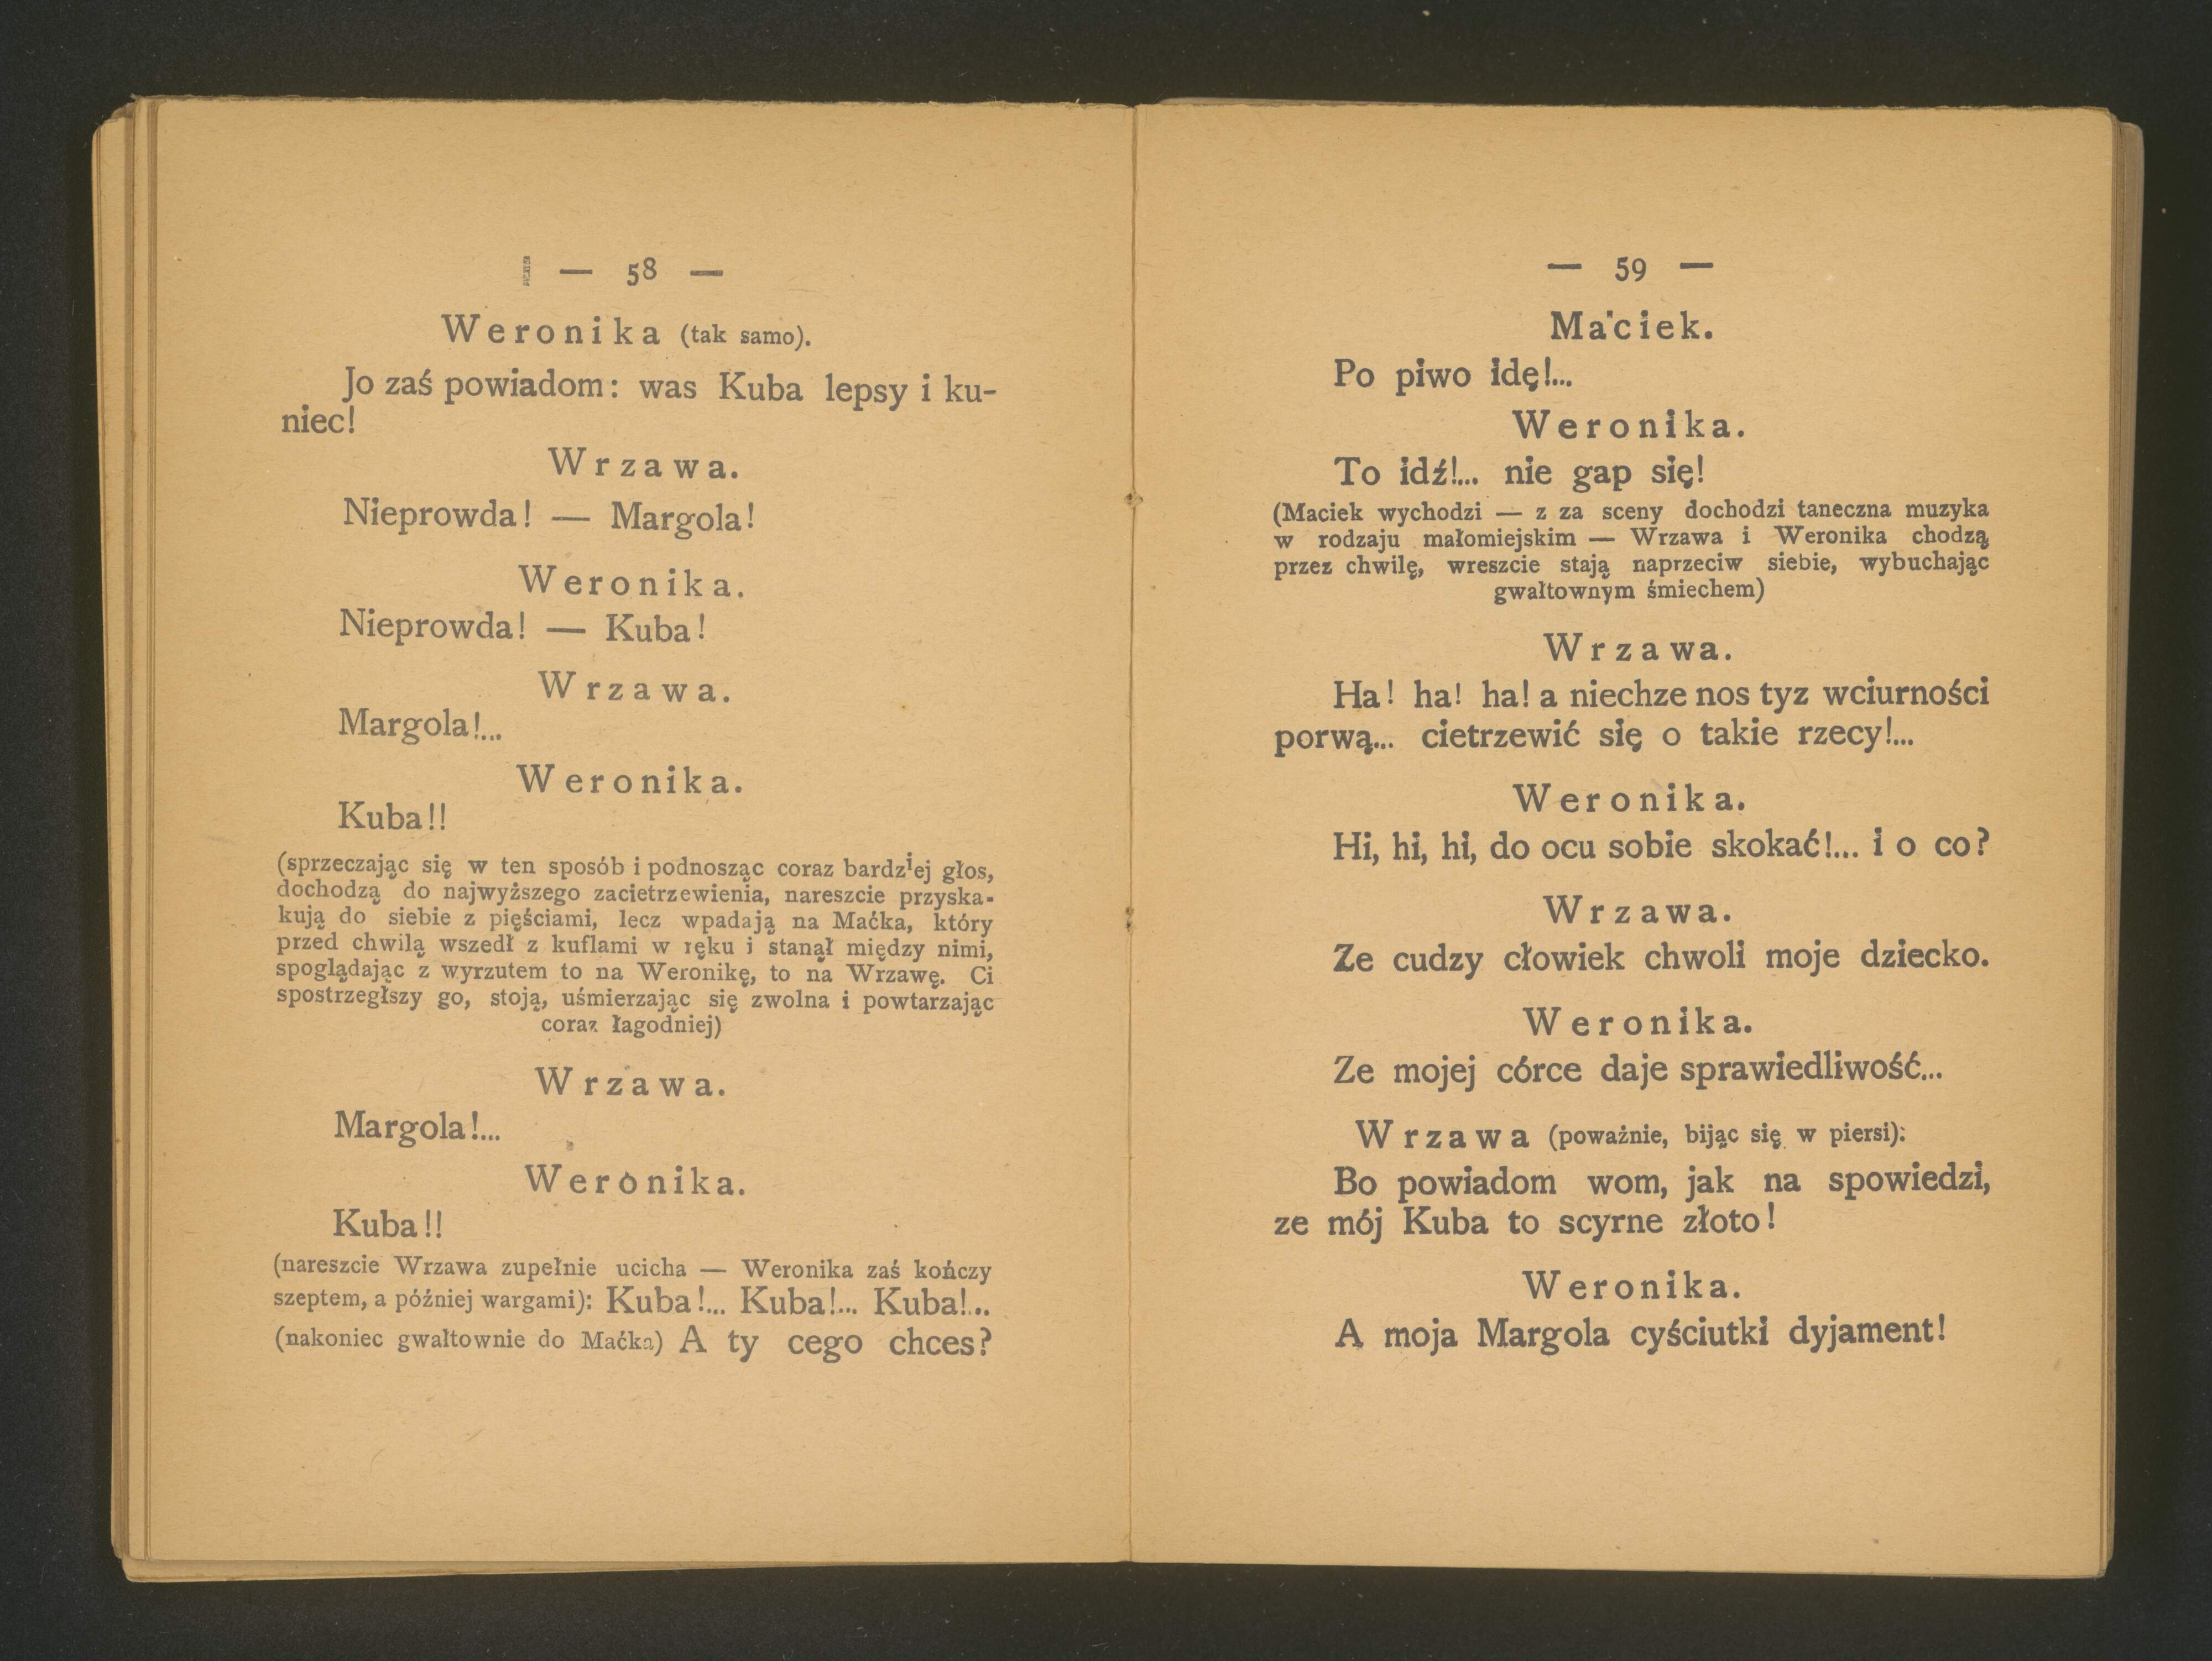 — 58 —
Weronika (tak samo).
Jo zaś powiadom: was Kuba lepsy i ku-
niec!
Wrzawa.
Nieprowda! — Margola!
Weronika.
Nieprowda! — Kuba!
Wrzawa.
Margola!...
Weronika.
Kuba!!
(sprzeczając się w ten sposób i podnosząc coraz bardziej głos,
dochodzą do najwyższego zacietrzewienia, nareszcie przyska-
kują do siebie z pięściami, lecz wpadają na Maćka, który
przed chwilą wszedł z kuflami w ręku i stanął między nimi,
spoglądając z wyrzutem to na Weronikę, to na Wrzawę. Ci
spostrzegłszy go, stoją, uśmierzając się zwolna i powtarzając
coraz łagodniej)
Wrzawa.
Margola!...
Weronika.
Kuba!!
(nareszcie Wrzawa zupełnie ucicha — Weronika zaś kończy
szeptem, a później wargami): Kuba!... Kuba!... Kuba!...
(nakoniec gwałtownie do Maćka) A ty cego chces?
— 59 —
Maciek.
Po piwo idę!...
Weronika.
To idź!... nie gap się!
(Maciek wychodzi — z za sceny dochodzi taneczna muzyka
w rodzaju małomiejskim — Wrzawa i Weronika chodzą
przez chwilę, wreszcie stają naprzeciw siebie, wybuchając
gwałtownym śmiechem)
Wrzawa.
Ha! ha! ha! a niechze nos tyz wciurności
porwą... cietrzewić się o takie rzecy!...
Weronika.
Hi, hi, hi, do ocu sobie skokać!... i o co?
Wrzawa.
Ze cudzy cłowiek chwoli moje dziecko.
Weronika.
Ze mojej córce daje sprawiedliwość...
Wrzawa (poważnie, bijąc się w piersi):
Bo powiadom wom, jak na spowiedzi,
ze mój Kuba to scyrne złoto!
Weronika.
A moja Margola cyściutki dyjament!